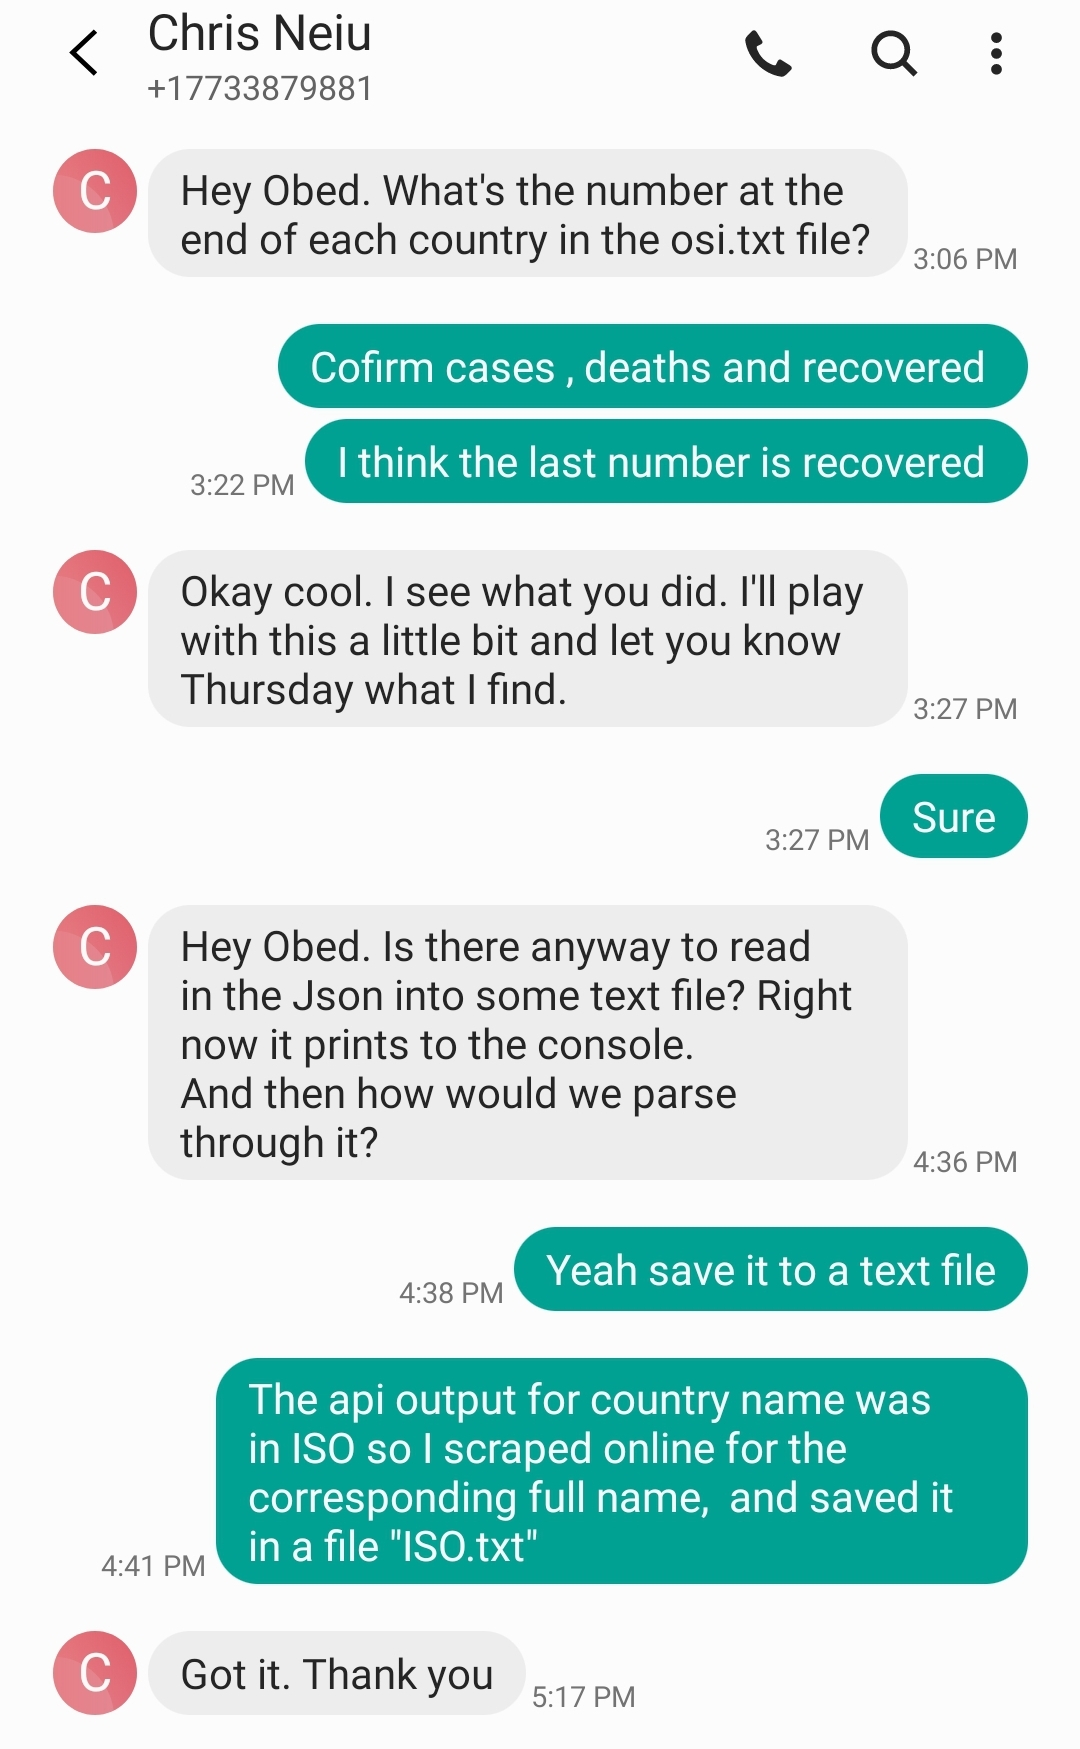 Chris Neiu
+17733879881
C
Hey Obed. What's the number at the
end of each country in the osi.txt file?
3:06 PM
Cofirm cases , deaths and recovered
I think the last number is recovered
3:22 PM
C
Okay cool. I see what you did. I'll play
with this a little bit and let you know
Thursday what I find.
3:27 PM
Sure
3:27 PM
C
Hey Obed. Is there anyway to read
in the Json into some text file? Right
now it prints to the console.
And then how would we parse
through it?
4:36 PM
Yeah save it to a text file
4:38 PM
The api output for country name was
in ISO so I scraped online for the
corresponding full name,  and saved it
in a file "ISO.txt"
4:41 PM
C
Got it. Thank you
5:17 PM